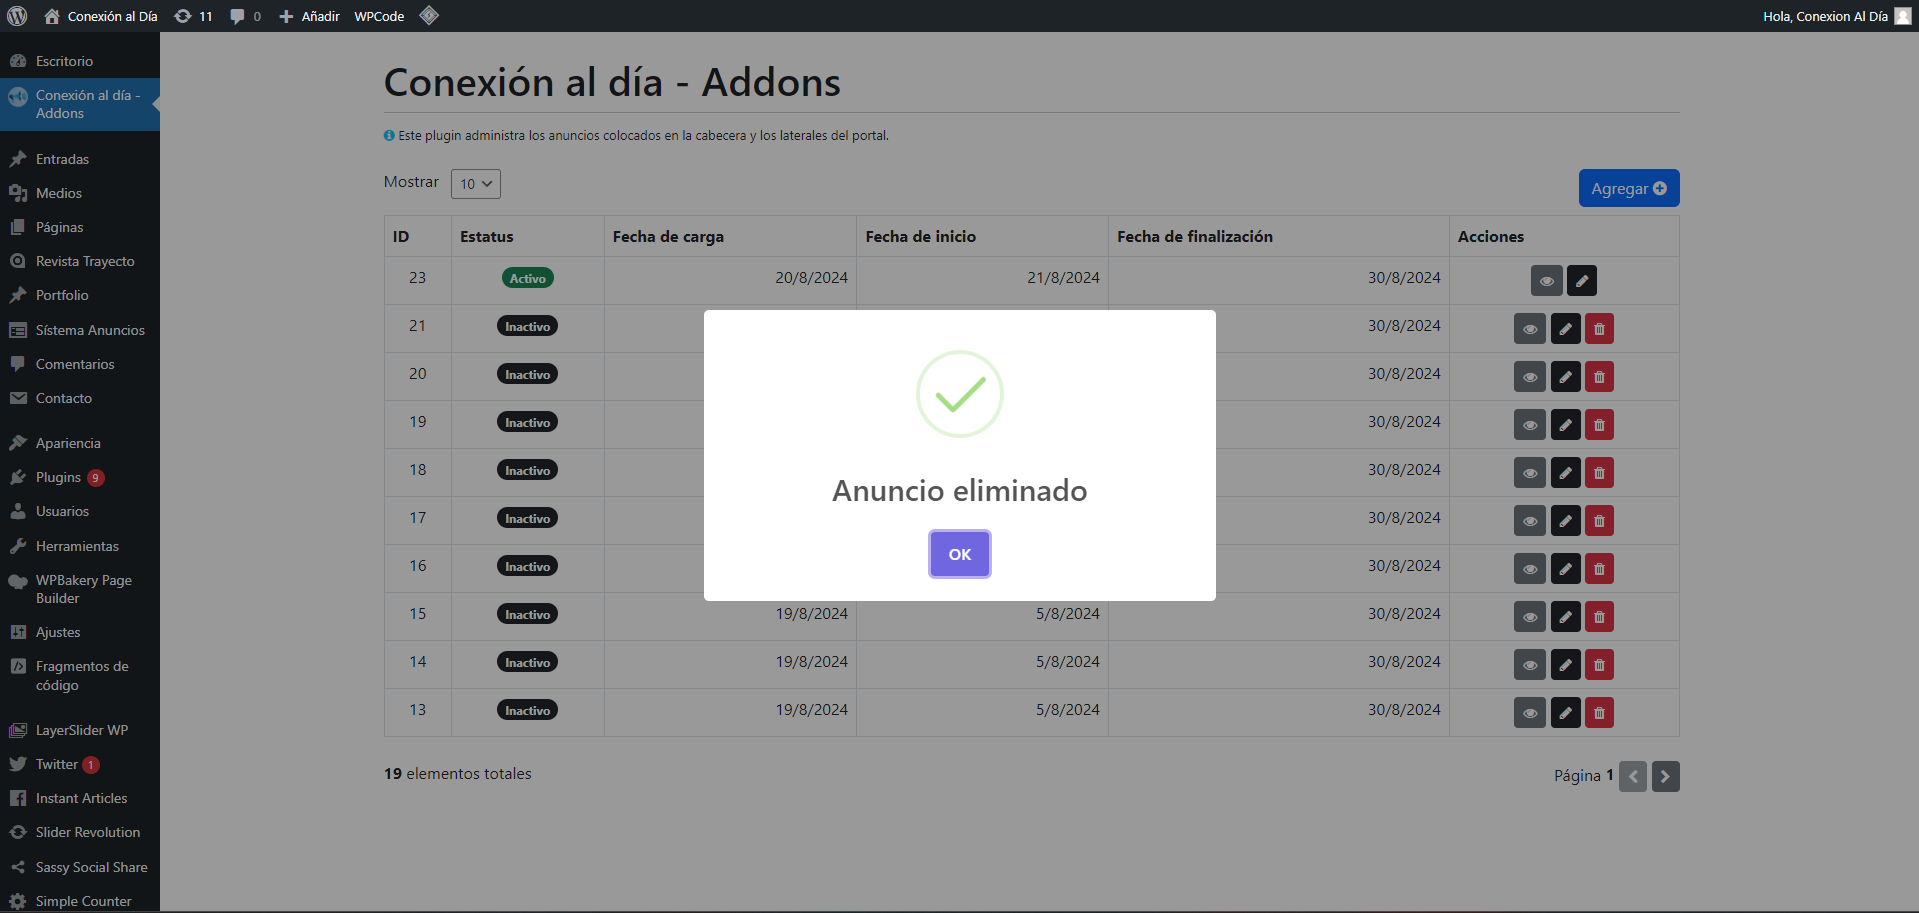 Conexión al Día 11 0 Añadir WPCode Hola, Conexion Al Día
Escritorio
Conexión al día -
Addons
Entradas
Medios
Páginas
Revista Trayecto
Portfolio
Sístema Anuncios
Comentarios
Contacto
Apariencia
Plugins 9
Usuarios
Herramientas
WPBakery Page
Builder
Ajustes
Fragmentos de
código
LayerSlider WP
Twitter 1
Instant Articles
Slider Revolution
Sassy Social Share
Simple Counter
Conexión al día - Addons
Este plugin administra los anuncios colocados en la cabecera y los laterales del portal.
Mostrar 10 Agregar
ID Estatus Fecha de carga Fecha de inicio Fecha de finalización Acciones
23 Activo 20/8/2024 21/8/2024 30/8/2024
21 Inactivo 30/8/2024
20 Inactivo 30/8/2024
19 Inactivo 30/8/2024
18 Inactivo 30/8/2024
17 Inactivo 30/8/2024
16 Inactivo 30/8/2024
15 Inactivo 19/8/2024 5/8/2024 30/8/2024
14 Inactivo 19/8/2024 5/8/2024 30/8/2024
13 Inactivo 19/8/2024 5/8/2024 30/8/2024
19 elementos totales Página 1
Anuncio eliminado
OK